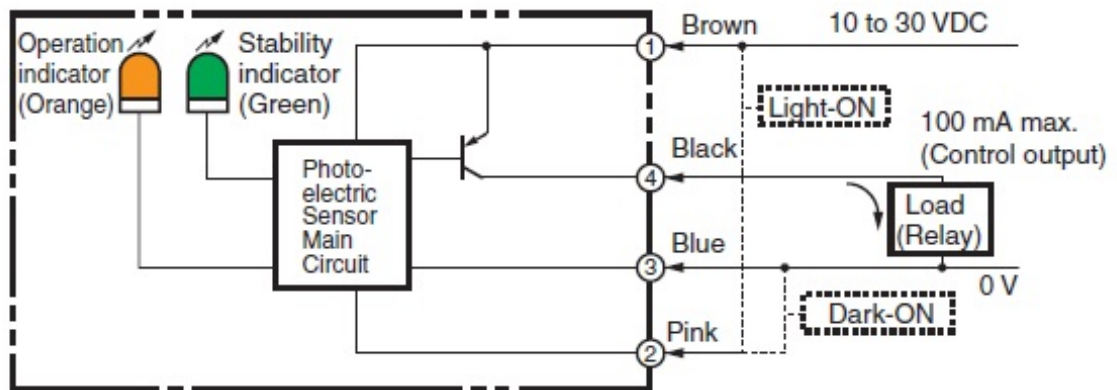 Operation
indicator
(Orange)
Stability
indicator
(Green)
Photo-
electric
Sensor
Main
Circuit
1
Brown
10 to 30 VDC
Light-ON
100 mA max.
(Control output)
Black
4
Load
(Relay)
Blue
3
0 V
Dark-ON
Pink
2